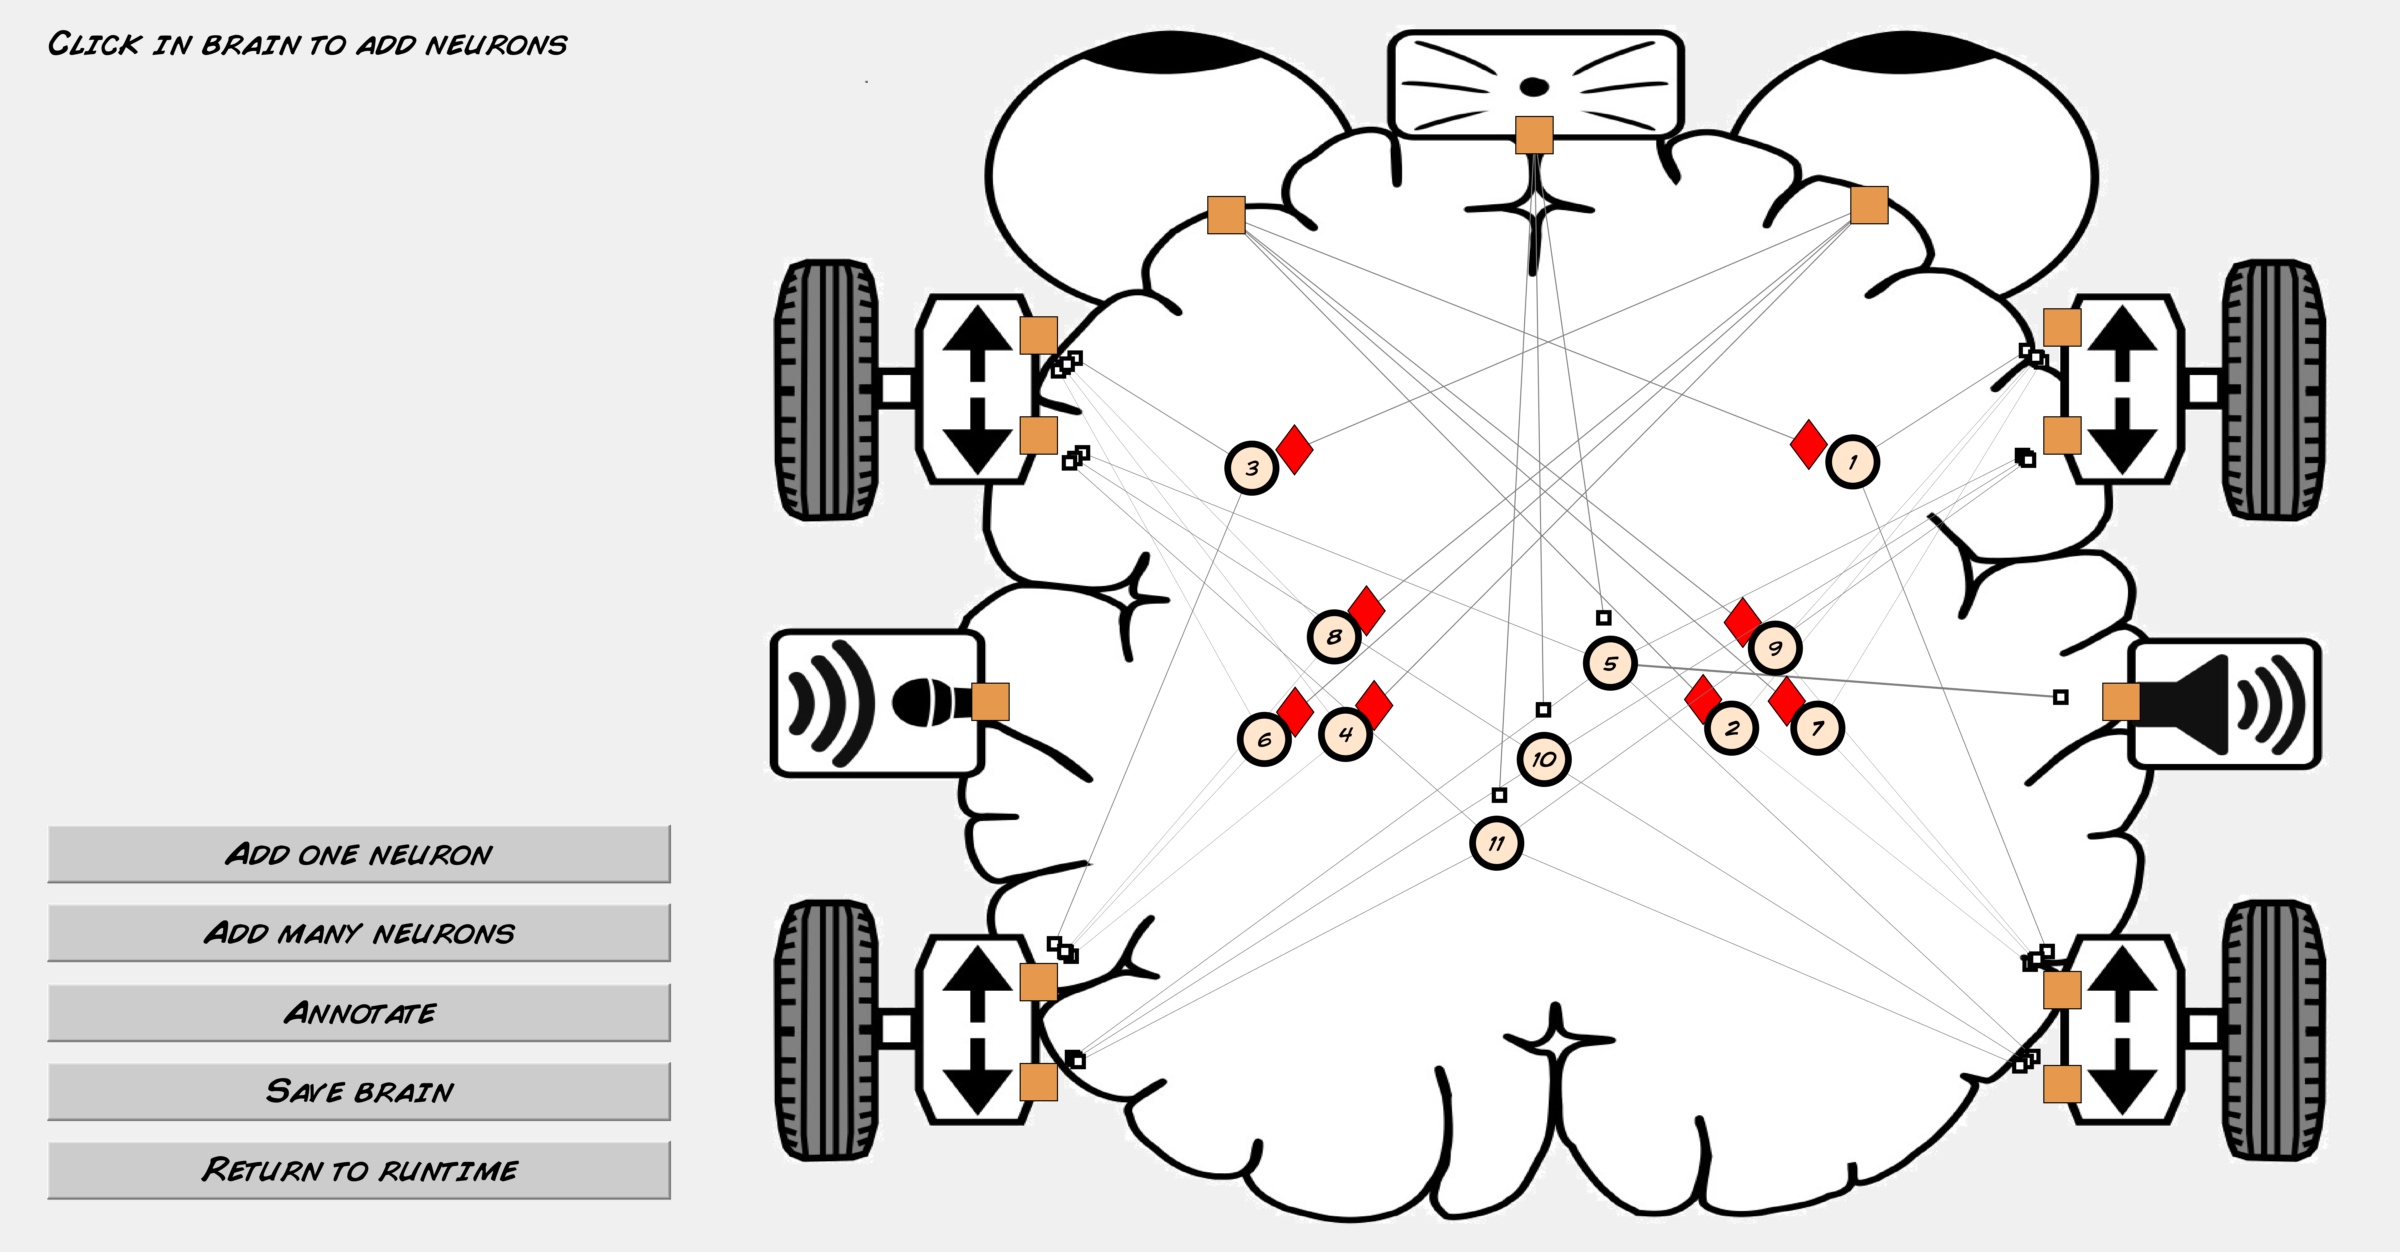 Click in brain to add neurons
3
1
8
5
9
6
4
2
7
10
11
Add one neuron
Add many neurons
Annotate
Save brain
Return to runtime